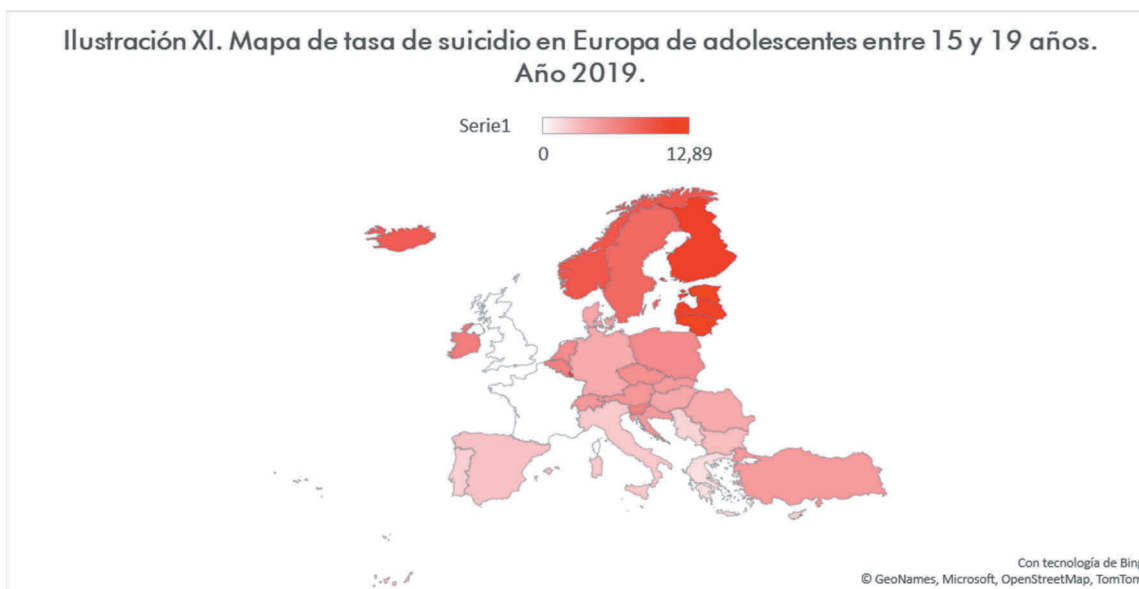 Ilustración XI. Mapa de tasa de suicidio en Europa de adolescentes entre 15 y 19 años.
Año 2019.
Serie1
0
12,89
Con tecnología de Bing
© GeoNames, Microsoft, OpenStreetMap, TomTom